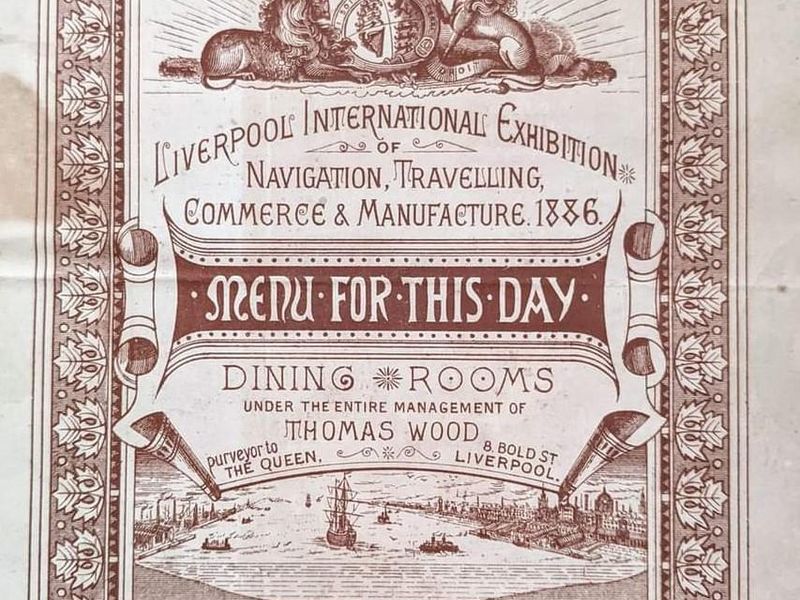 DROIT
LIVERPOOL INTERNATIONAL EXHIBITION
OF
NAVIGATION, TRAVELLING,
COMMERCE & MANUFACTURE. 1886.
·MENU·FOR·THIS·DAY·
DINING ROOMS
UNDER THE ENTIRE MANAGEMENT OF
THOMAS WOOD
purveyor to THE QUEEN,
8. BOLD ST LIVERPOOL.